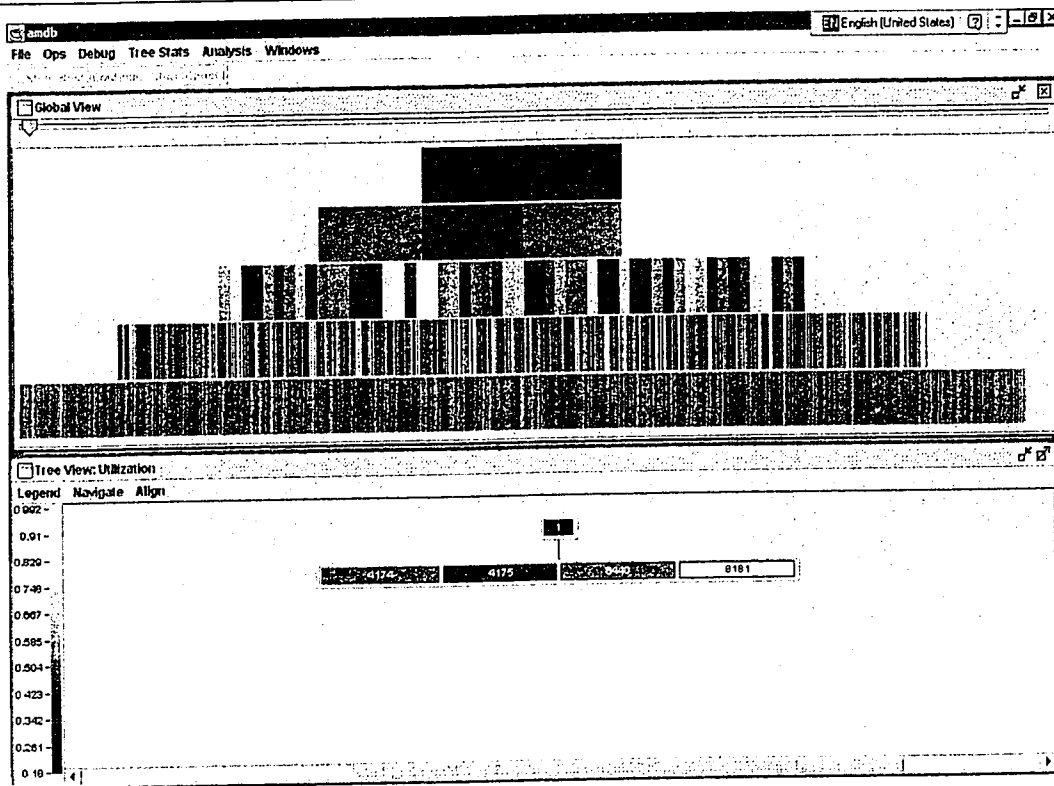 amdb
English (United States)
File Ops Debug Tree Stats Analysis Windows
Global View
Tree View: Utilization
Legend Navigate Align
0.992
0.91
0.829
0.748
0.667
0.585
0.504
0.423
0.342
0.261
0.18
1
4174 4175 8181